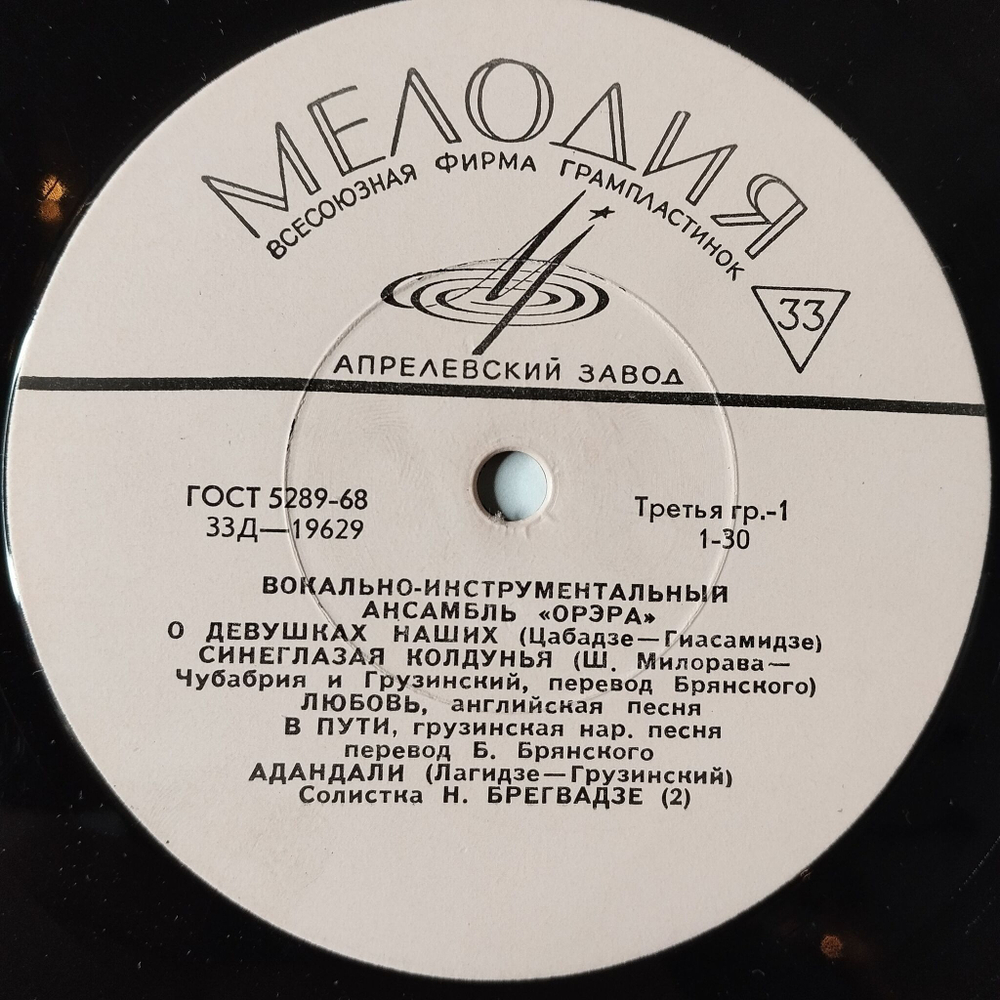 МЕЛОДИЯ
ВСЕСОЮЗНАЯ ФИРМА ГРАМПЛАСТИНОК
33
АПРЕЛЕВСКИЙ ЗАВОД
ГОСТ 5289-68
33Д—19629
Третья гр.-1
1-30
ВОКАЛЬНО-ИНСТРУМЕНТАЛЬНЫЙ
АНСАМБЛЬ «ОРЭРА»
О ДЕВУШКАХ НАШИХ (Цабадзе—Гиасамидзе)
СИНЕГЛАЗАЯ КОЛДУНЬЯ (Ш. Милорава—
Чубабрия и Грузинский, перевод Брянского)
ЛЮБОВЬ, английская песня
В ПУТИ, грузинская нар. песня
перевод Б. Брянского
АДАНДАЛИ (Лагидзе—Грузинский)
Солистка Н. БРЕГВАДЗЕ (2)